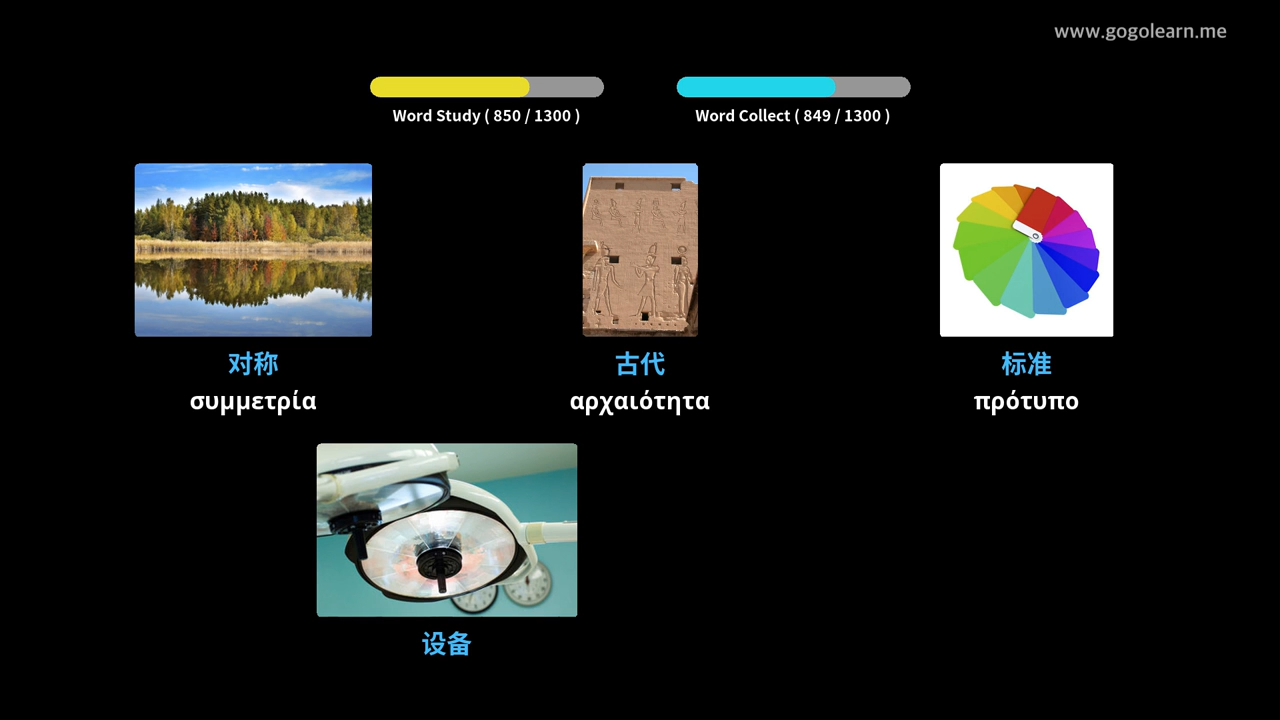 www.gogolearn.me
Word Study ( 850 / 1300 )
Word Collect ( 849 / 1300 )
对称
συμμετρία
古代
αρχαιότητα
标准
πρότυπο
设备